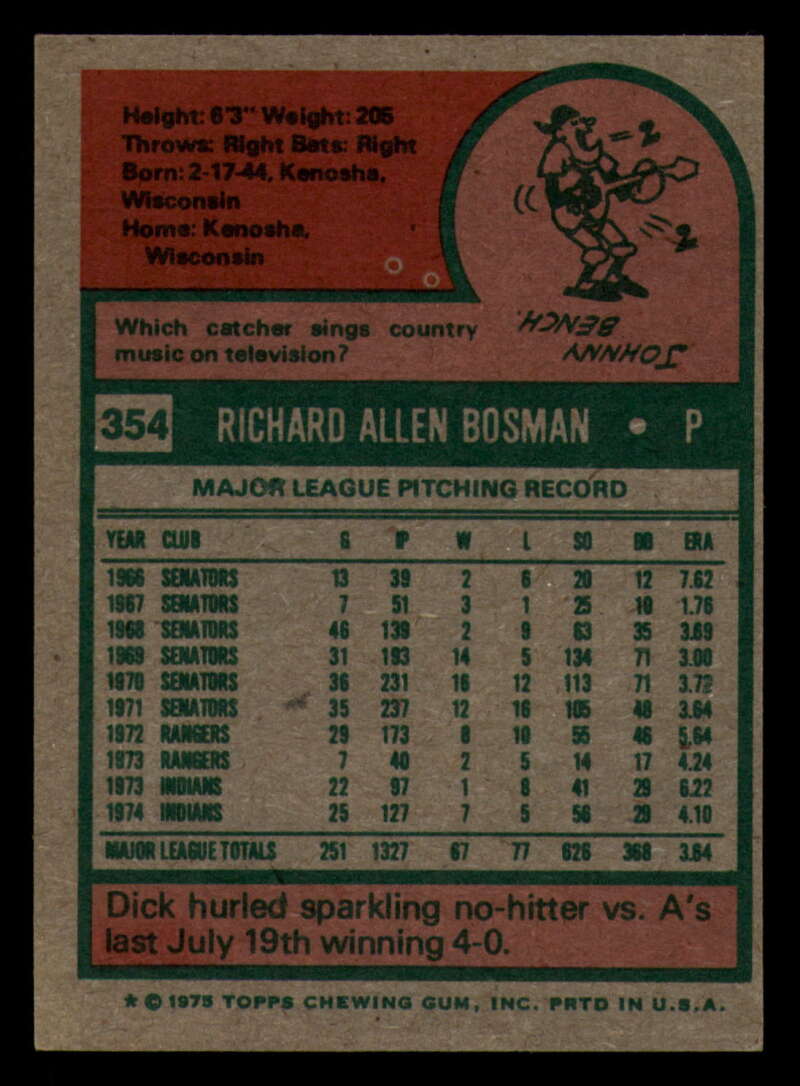 Height: 6'3" Weight: 205
Throws: Right Bats: Right
Born: 2-17-44, Kenosha,
Wisconsin
Home: Kenosha,
Wisconsin
2
2
Which catcher sings country
music on television?
JOHNNY
BENCH.
354 RICHARD ALLEN BOSMAN • P
MAJOR LEAGUE PITCHING RECORD
YEAR CLUB G IP W L SO BB ERA
1966 SENATORS 13 39 2 6 20 12 7.62
1967 SENATORS 7 51 3 1 25 10 1.76
1968 SENATORS 46 139 2 9 63 35 3.69
1969 SENATORS 31 193 14 5 134 71 3.00
1970 SENATORS 36 231 16 12 113 71 3.72
1971 SENATORS 35 237 12 16 105 48 3.64
1972 RANGERS 29 173 8 10 55 46 5.64
1973 RANGERS 7 40 2 5 14 17 4.24
1973 INDIANS 22 97 1 8 41 29 6.22
1974 INDIANS 25 127 7 5 56 29 4.10
MAJOR LEAGUE TOTALS 251 1327 67 77 626 368 3.64
Dick hurled sparkling no-hitter vs. A's
last July 19th winning 4-0.
* © 1975 TOPPS CHEWING GUM, INC. PRTD IN U.S.A.